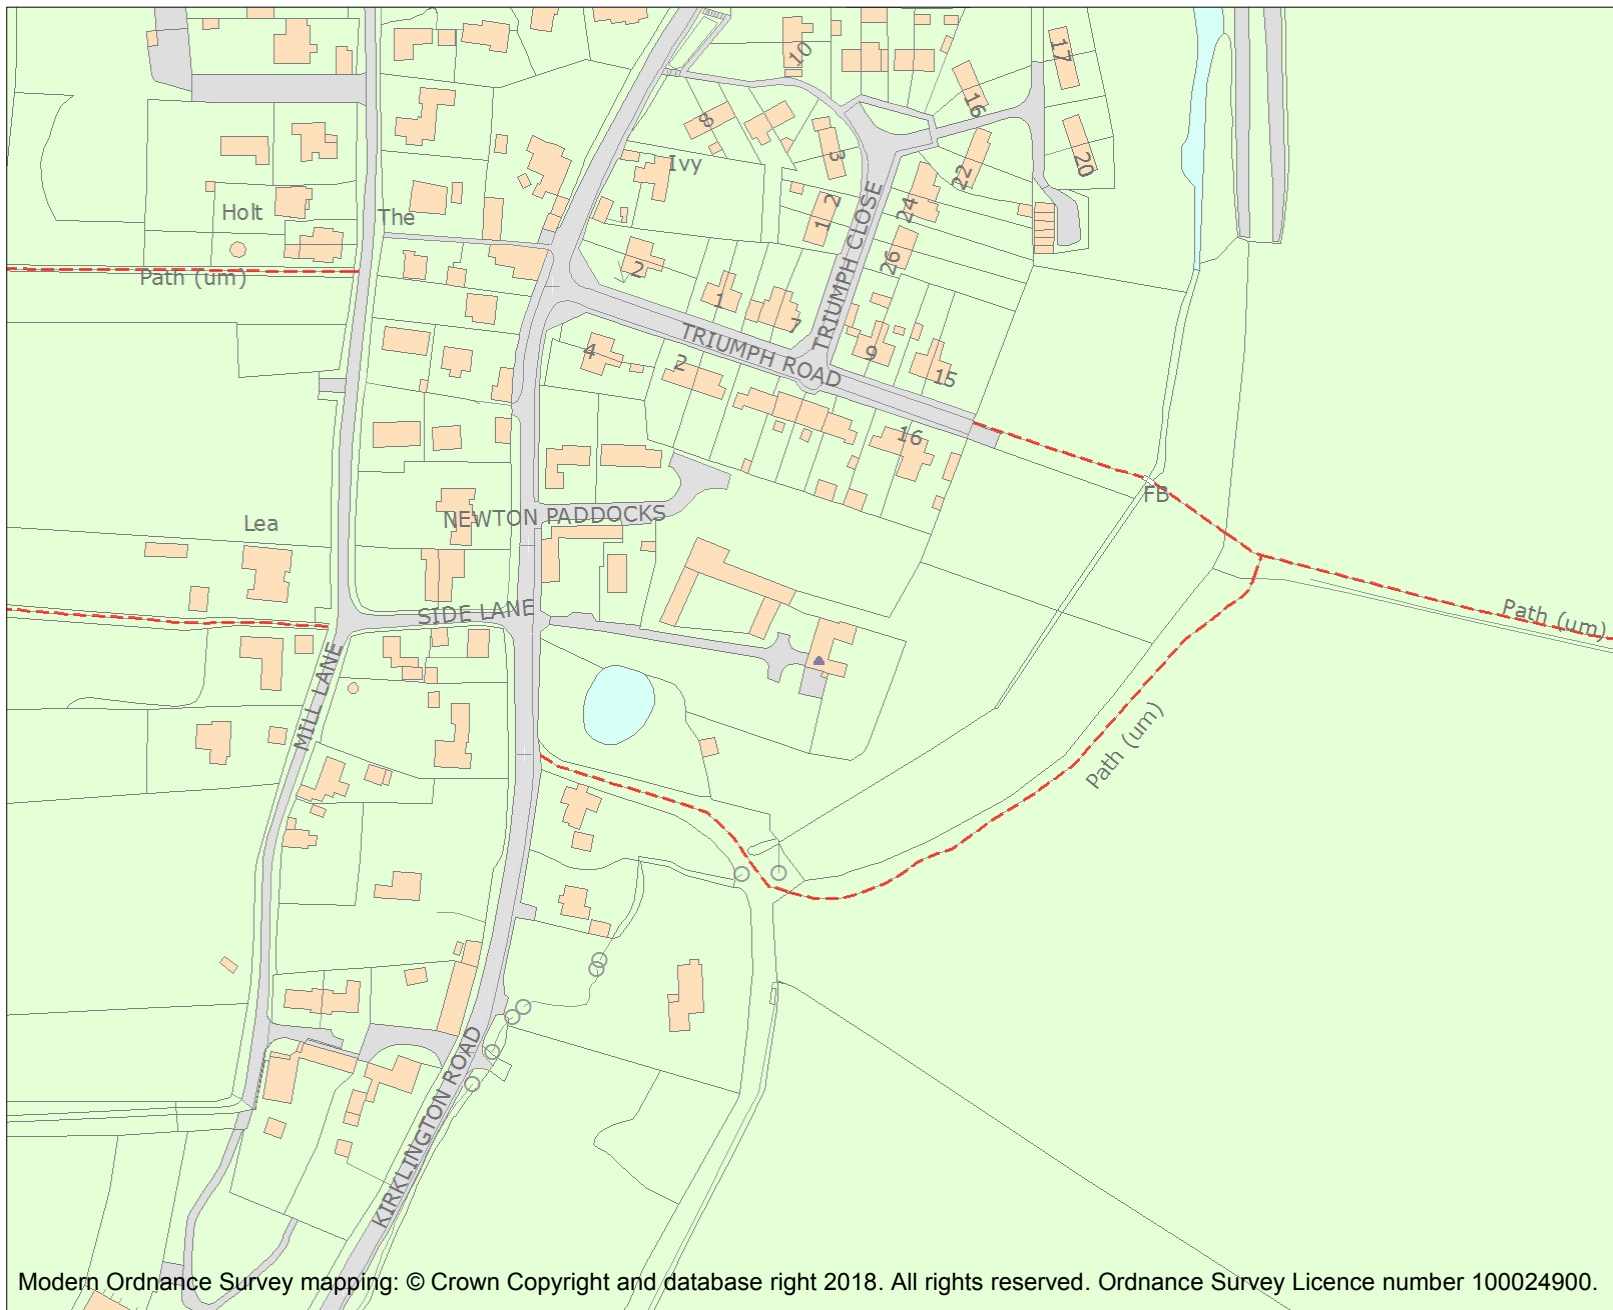 10
17
16
8
Ivy
3
20
22
2
1
24
Holt
The
TRIUMPH CLOSE
26
Path (um)
2
1
7
TRIUMPH ROAD
4
2
9
15
16
FB
NEWTON PADDOCKS
Lea
SIDE LANE
Path (um)
MILL LANE
Path (um)
KIRKLINGTON ROAD
Modern Ordnance Survey mapping: © Crown Copyright and database right 2018. All rights reserved. Ordnance Survey Licence number 100024900.